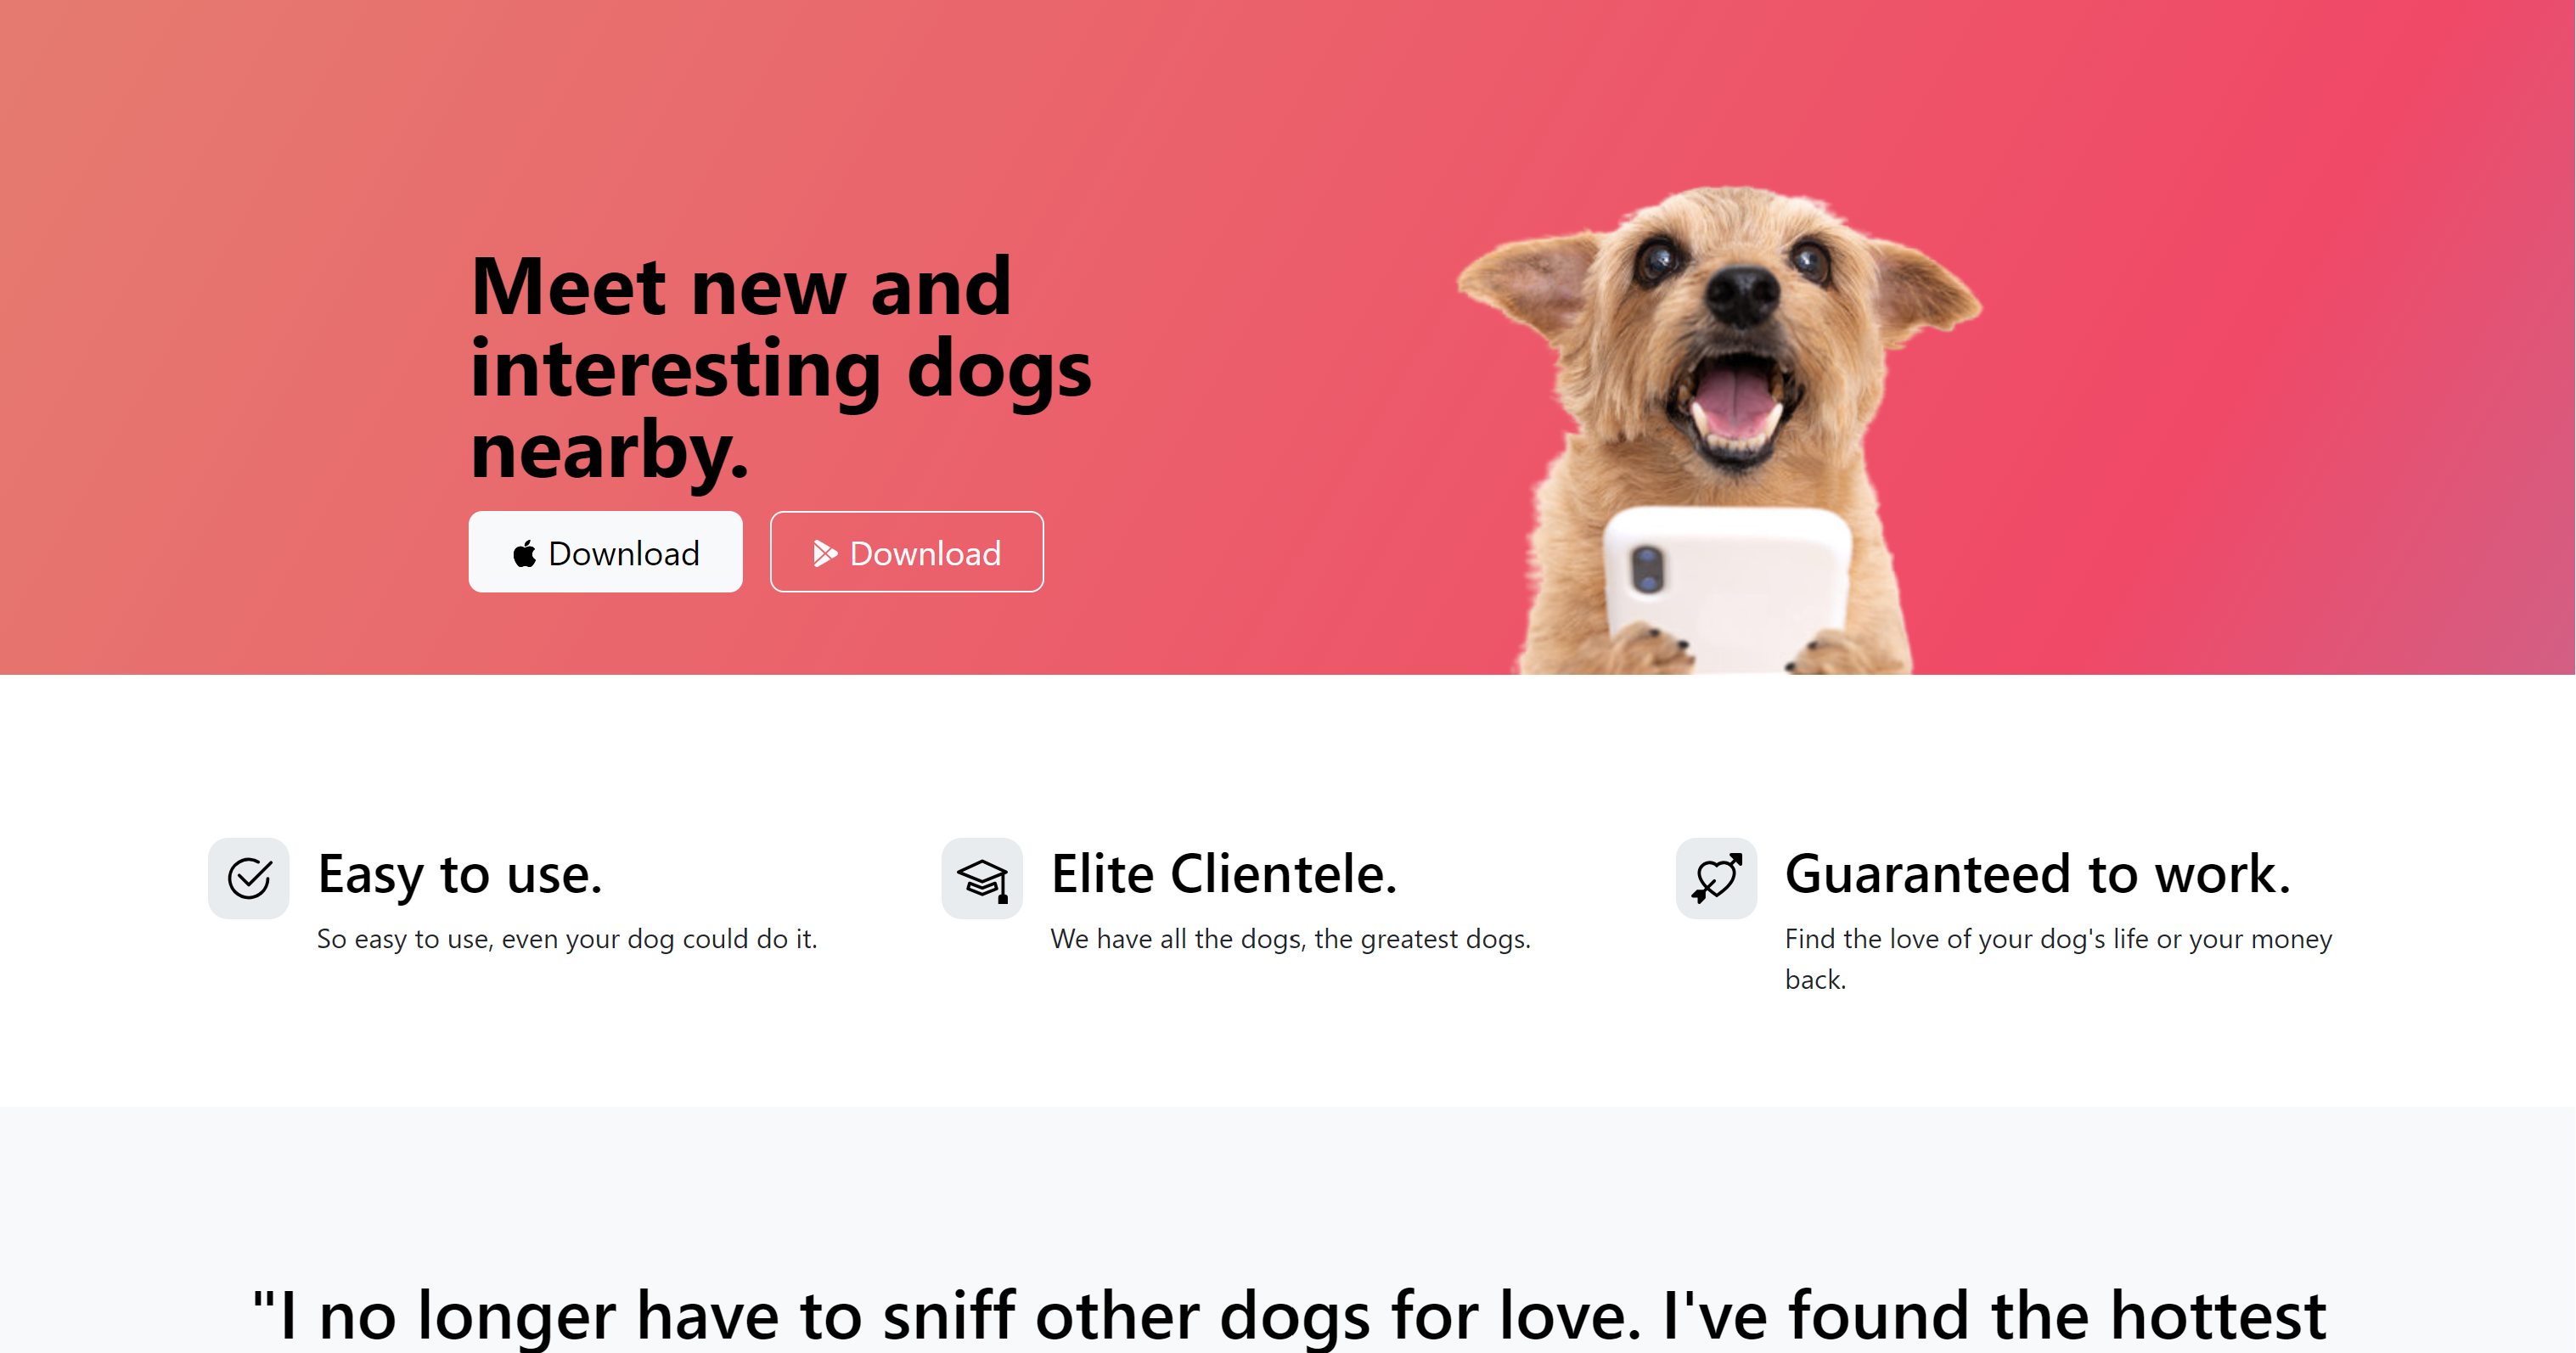 Meet new and
interesting dogs
nearby.
Download
Download
Easy to use.
So easy to use, even your dog could do it.
Elite Clientele.
We have all the dogs, the greatest dogs.
Guaranteed to work.
Find the love of your dog's life or your money
back.
"I no longer have to sniff other dogs for love. I've found the hottest